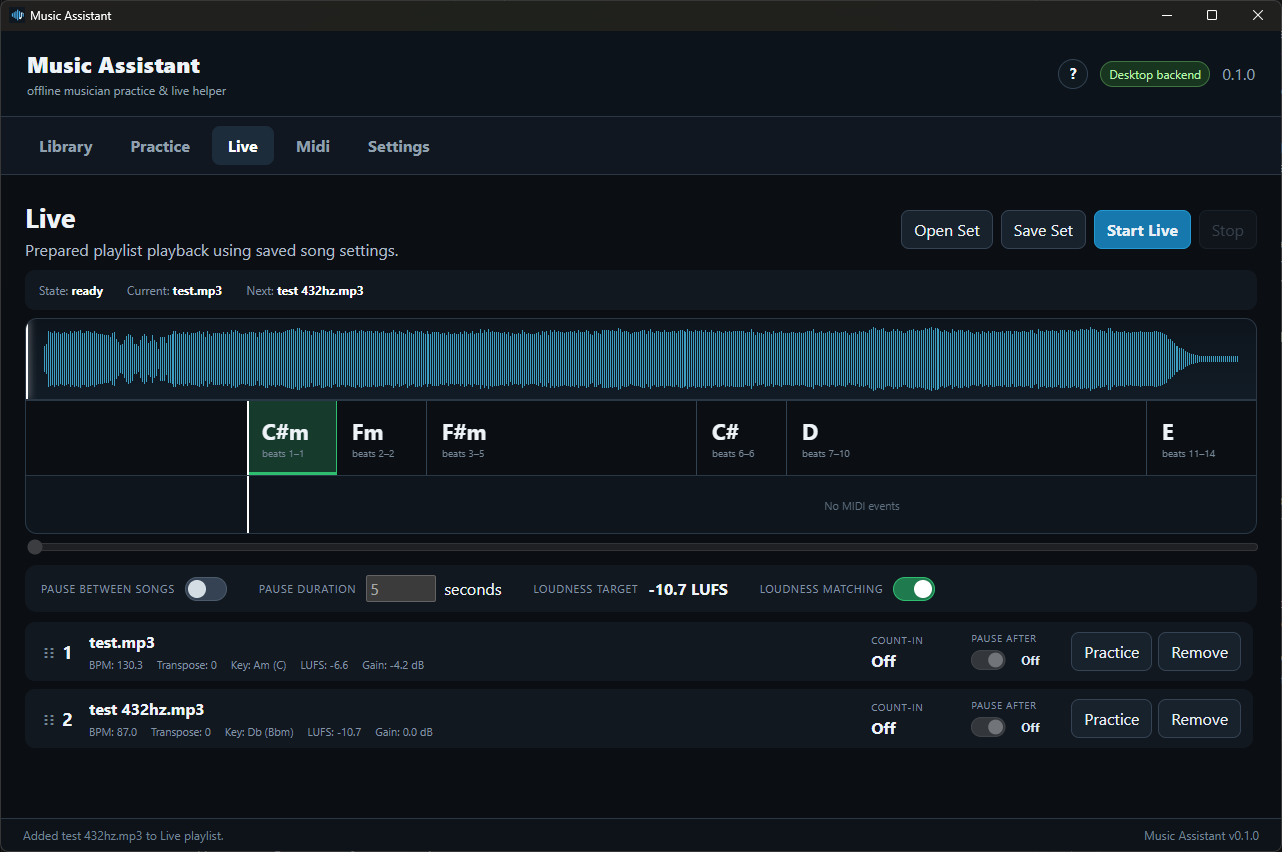 Music Assistant
Music Assistant
offline musician practice & live helper
? Desktop backend 0.1.0
Library Practice Live Midi Settings
Live
Prepared playlist playback using saved song settings.
Open Set Save Set Start Live Stop
State: ready Current: test.mp3 Next: test 432hz.mp3
C#m Fm F#m C# D E
beats 1–1 beats 2–2 beats 3–5 beats 6–6 beats 7–10 beats 11–14
No MIDI events
PAUSE BETWEEN SONGS PAUSE DURATION 5 seconds LOUDNESS TARGET -10.7 LUFS LOUDNESS MATCHING
1 test.mp3
BPM: 130.3 Transpose: 0 Key: Am (C) LUFS: -6.6 Gain: -4.2 dB
COUNT-IN
Off
PAUSE AFTER
Off
Practice Remove
2 test 432hz.mp3
BPM: 87.0 Transpose: 0 Key: Db (Bbm) LUFS: -10.7 Gain: 0.0 dB
COUNT-IN
Off
PAUSE AFTER
Off
Practice Remove
Added test 432hz.mp3 to Live playlist.
Music Assistant v0.1.0